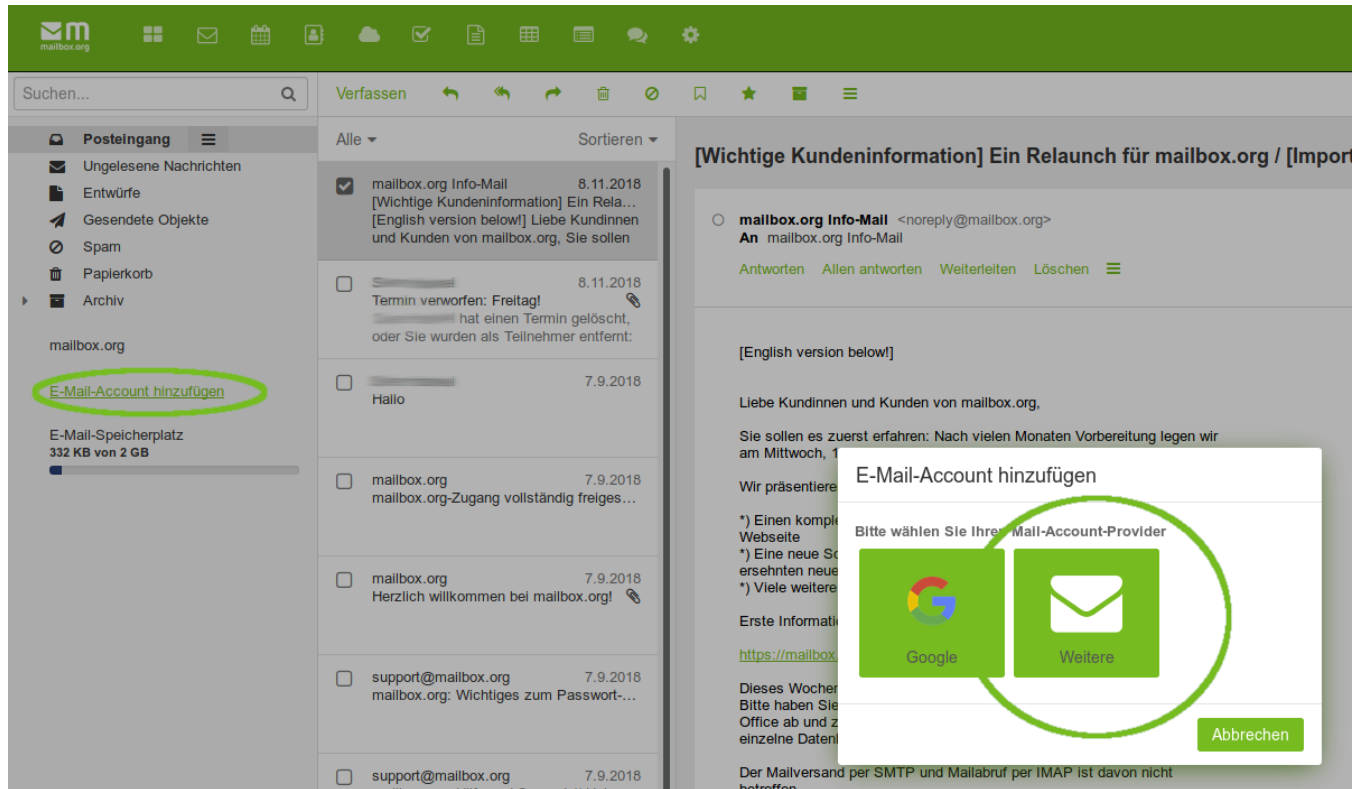 mailbox.org
Suchen...
Verfassen
Posteingang
Ungelesene Nachrichten
Entwürfe
Gesendete Objekte
Spam
Papierkorb
Archiv
mailbox.org
E-Mail-Account hinzufügen
E-Mail-Speicherplatz
332 KB von 2 GB
Alle
Sortieren
mailbox.org Info-Mail 8.11.2018
[Wichtige Kundeninformation] Ein Rela...
[English version below!] Liebe Kundinnen
und Kunden von mailbox.org, Sie sollen
8.11.2018
Termin verworfen: Freitag!
hat einen Termin gelöscht,
oder Sie wurden als Teilnehmer entfernt:
7.9.2018
Hallo
mailbox.org 7.9.2018
mailbox.org-Zugang vollständig freiges...
mailbox.org 7.9.2018
Herzlich willkommen bei mailbox.org!
support@mailbox.org 7.9.2018
mailbox.org: Wichtiges zum Passwort-...
support@mailbox.org 7.9.2018
[Wichtige Kundeninformation] Ein Relaunch für mailbox.org / [Import
mailbox.org Info-Mail <noreply@mailbox.org>
An mailbox.org Info-Mail
Antworten Allen antworten Weiterleiten Löschen
[English version below!]
Liebe Kundinnen und Kunden von mailbox.org,
Sie sollen es zuerst erfahren: Nach vielen Monaten Vorbereitung legen wir
am Mittwoch, 1
Wir präsentiere
*) Einen komple
Webseite
*) Eine neue Sc
ersehnten neue
*) Viele weitere
Erste Informati
https://mailbox.
Dieses Wochen
Bitte haben Sie
Office ab und z
einzelne Daten
Der Mailversand per SMTP und Mailabruf per IMAP ist davon nicht
betroffen
E-Mail-Account hinzufügen
Bitte wählen Sie Ihren Mail-Account-Provider
Google
Weitere
Abbrechen